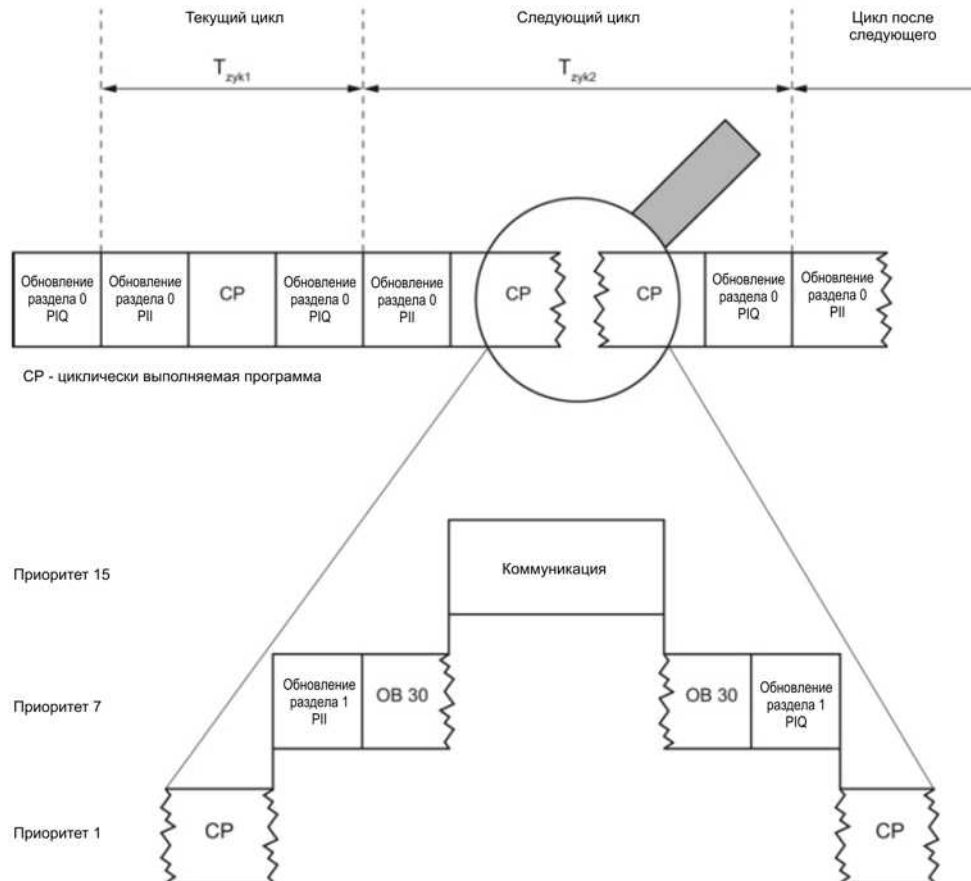 Текущий цикл
Следующий цикл
Цикл после
следующего
Tzyk1
Tzyk2
Обновление
раздела 0
PIQ
Обновление
раздела 0
PII
CP
Обновление
раздела 0
PIQ
Обновление
раздела 0
PII
CP
CP
Обновление
раздела 0
PIQ
Обновление
раздела 0
PII
CP - циклически выполняемая программа
Приоритет 15
Коммуникация
Приоритет 7
Обновление
раздела 1
PII
OB 30
OB 30
Обновление
раздела 1
PIQ
Приоритет 1
CP
CP